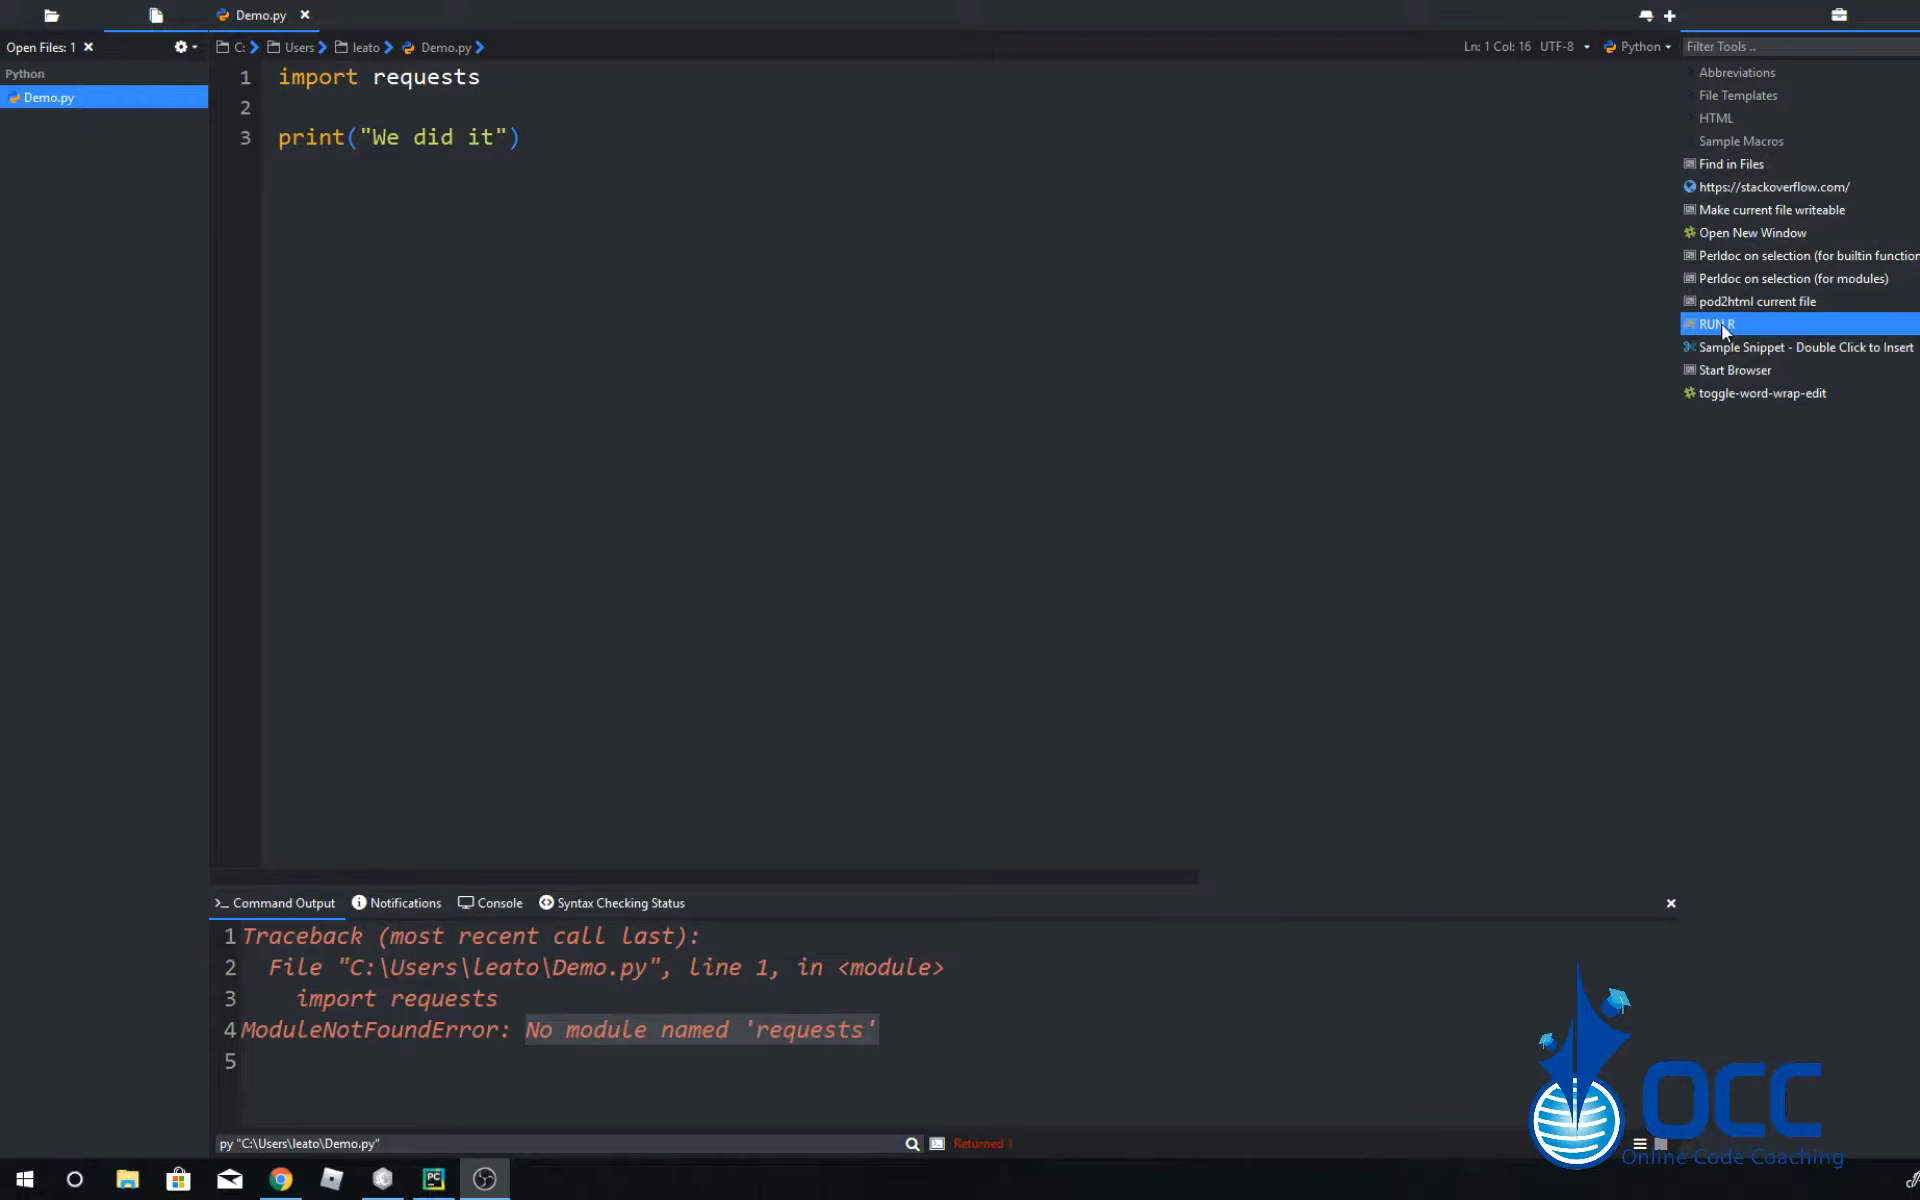 Demo.py
Open Files: 1
C: Users leato Demo.py
Ln: 1 Col: 16 UTF-8 Python
Filter Tools ..
Python
Demo.py
1 import requests
2
3 print("We did it")
Abbreviations
File Templates
HTML
Sample Macros
Find in Files
https://stackoverflow.com/
Make current file writeable
Open New Window
Perldoc on selection (for builtin function
Perldoc on selection (for modules)
pod2html current file
RUN R
Sample Snippet - Double Click to Insert
Start Browser
toggle-word-wrap-edit
Command Output Notifications Console Syntax Checking Status
1 Traceback (most recent call last):
2 File "C:\Users\leato\Demo.py", line 1, in <module>
3 import requests
4 ModuleNotFoundError: No module named 'requests'
5
py "C:\Users\leato\Demo.py"
Returned 1
OCC
Online Code Coaching
PC